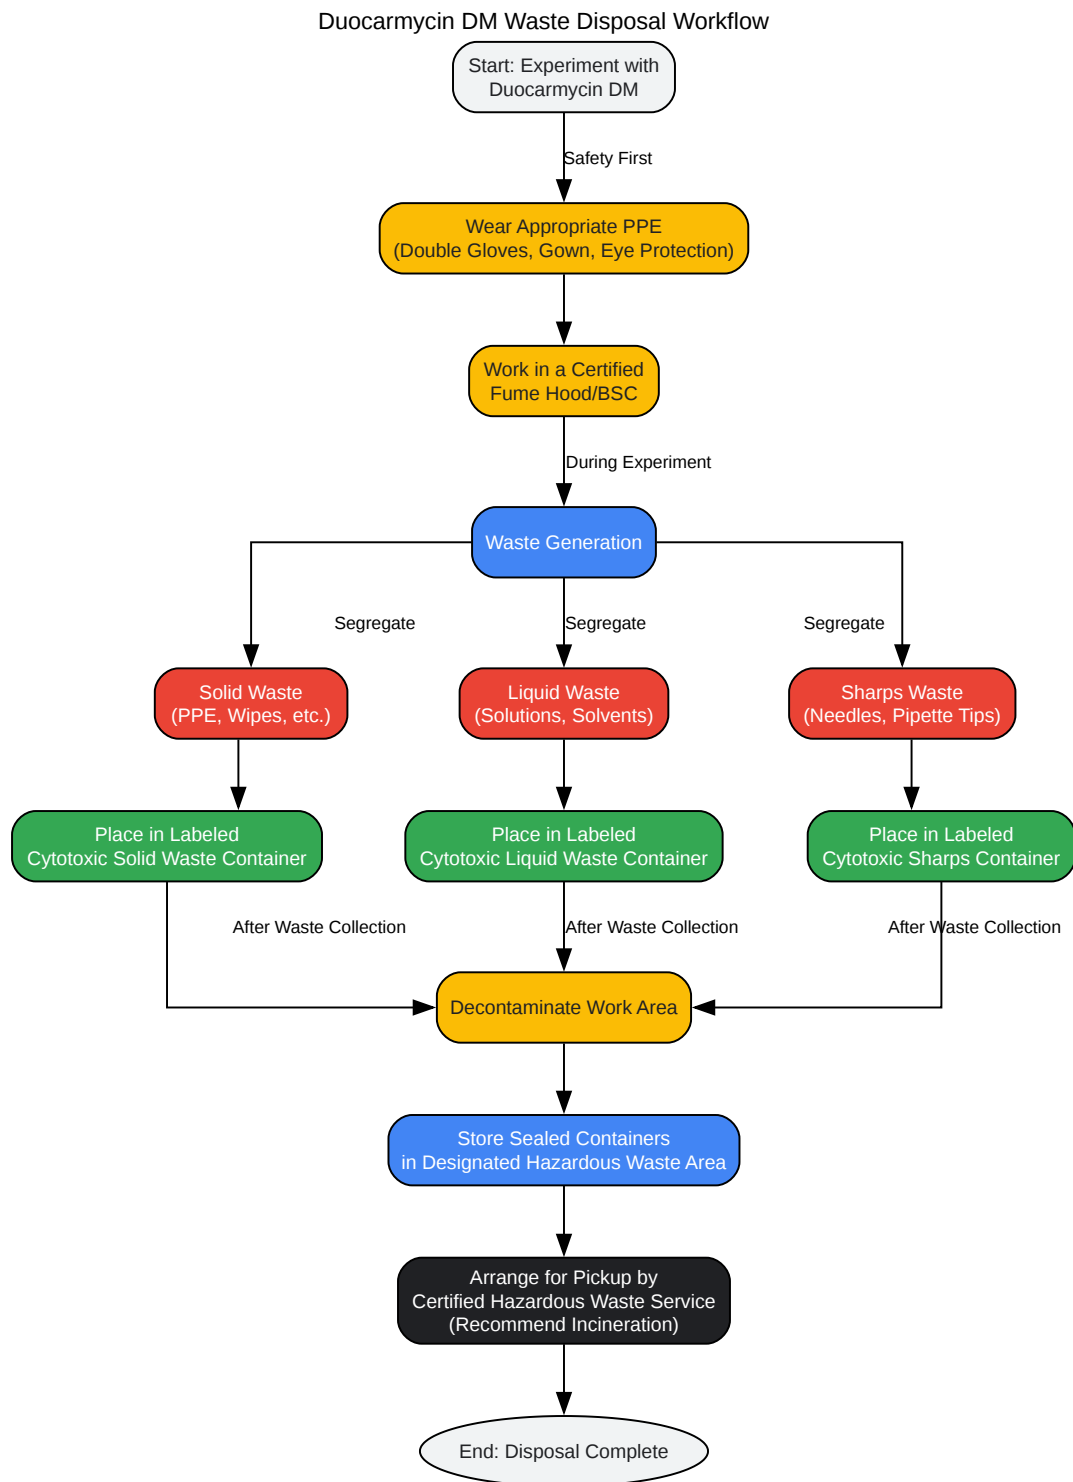 Duocarmycin DM Waste Disposal Workflow
Start: Experiment with
Duocarmycin DM
Safety First
Wear Appropriate PPE
(Double Gloves, Gown, Eye Protection)
Work in a Certified
Fume Hood/BSC
During Experiment
Waste Generation
Segregate
Segregate
Segregate
Solid Waste
(PPE, Wipes, etc.)
Liquid Waste
(Solutions, Solvents)
Sharps Waste
(Needles, Pipette Tips)
Place in Labeled
Cytotoxic Solid Waste Container
Place in Labeled
Cytotoxic Liquid Waste Container
Place in Labeled
Cytotoxic Sharps Container
After Waste Collection
After Waste Collection
After Waste Collection
Decontaminate Work Area
Store Sealed Containers
in Designated Hazardous Waste Area
Arrange for Pickup by
Certified Hazardous Waste Service
(Recommend Incineration)
End: Disposal Complete